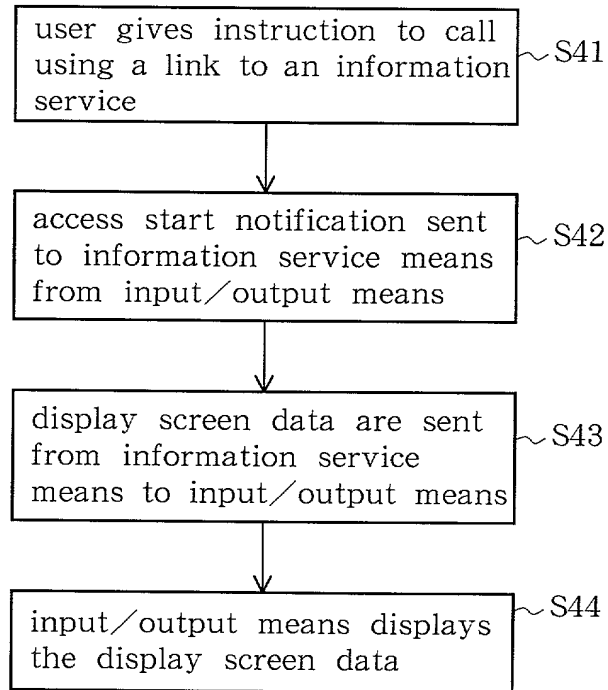 user gives instruction to call
using a link to an information
service
S41
access start notification sent
to information service means
from input/output means
S42
display screen data are sent
from information service
means to input/output means
S43
input/output means displays
the display screen data
S44